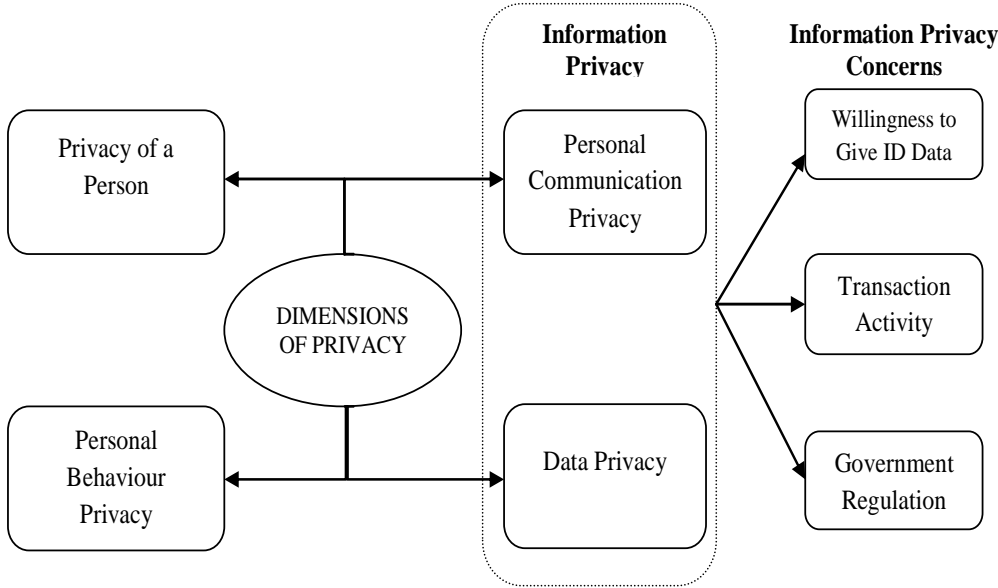 Information
Privacy
Information Privacy
Concerns
Privacy of a
Person
Personal
Communication
Privacy
Willingness to
Give ID Data
DIMENSIONS
OF PRIVACY
Transaction
Activity
Personal
Behaviour
Privacy
Data Privacy
Government
Regulation